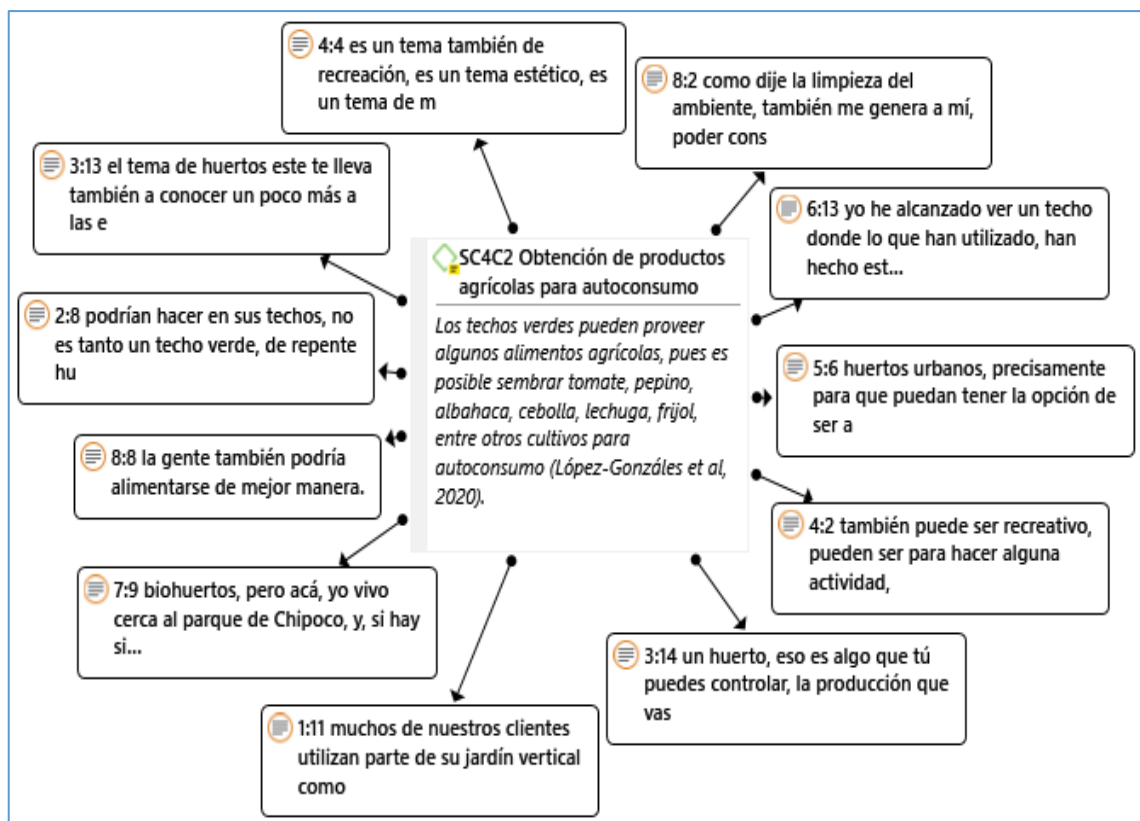 4:4 es un tema también de
recreación, es un tema estético, es
un tema de m
8:2 como dije la limpieza del
ambiente, también me genera a mí,
poder cons
3:13 el tema de huertos este te lleva
también a conocer un poco más a
las e
6:13 yo he alcanzado ver un techo
donde lo que han utilizado, han
hecho est...
SC4C2 Obtención de productos
agrícolas para autoconsumo
Los techos verdes pueden proveer
algunos alimentos agrícolas, pues es
posible sembrar tomate, pepino,
albahaca, cebolla, lechuga, frijol,
entre otros cultivos para
autoconsumo (López-Gonzáles et al,
2020).
2:8 podrían hacer en sus techos, no
es tanto un techo verde, de repente
hu
5:6 huertos urbanos, precisamente
para que puedan tener la opción de
ser a
8:8 la gente también podría
alimentarse de mejor manera.
4:2 también puede ser recreativo,
pueden ser para hacer alguna
actividad,
7:9 biohuertos, pero acá, yo vivo
cerca al parque de Chipoco, y, si hay
si...
3:14 un huerto, eso es algo que tú
puedes controlar, la producción que
vas
1:11 muchos de nuestros clientes
utilizan parte de su jardín vertical
como